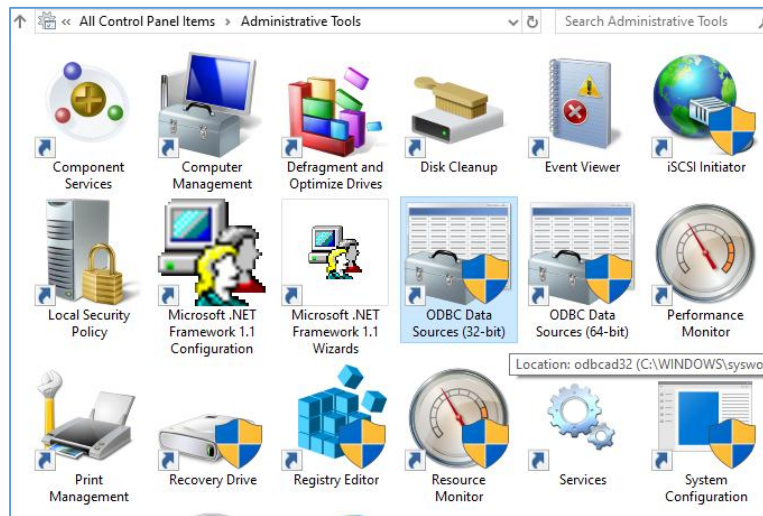 « All Control Panel Items › Administrative Tools
Search Administrative Tools
Component
Services
Computer
Management
Defragment and
Optimize Drives
Disk Cleanup
Event Viewer
iSCSI Initiator
Local Security
Policy
Microsoft .NET
Framework 1.1
Configuration
Microsoft .NET
Framework 1.1
Wizards
ODBC Data
Sources (32-bit)
ODBC Data
Sources (64-bit)
Performance
Monitor
Location: odbcad32 (C:\WINDOWS\syswo
Print
Management
Recovery Drive
Registry Editor
Resource
Monitor
Services
System
Configuration